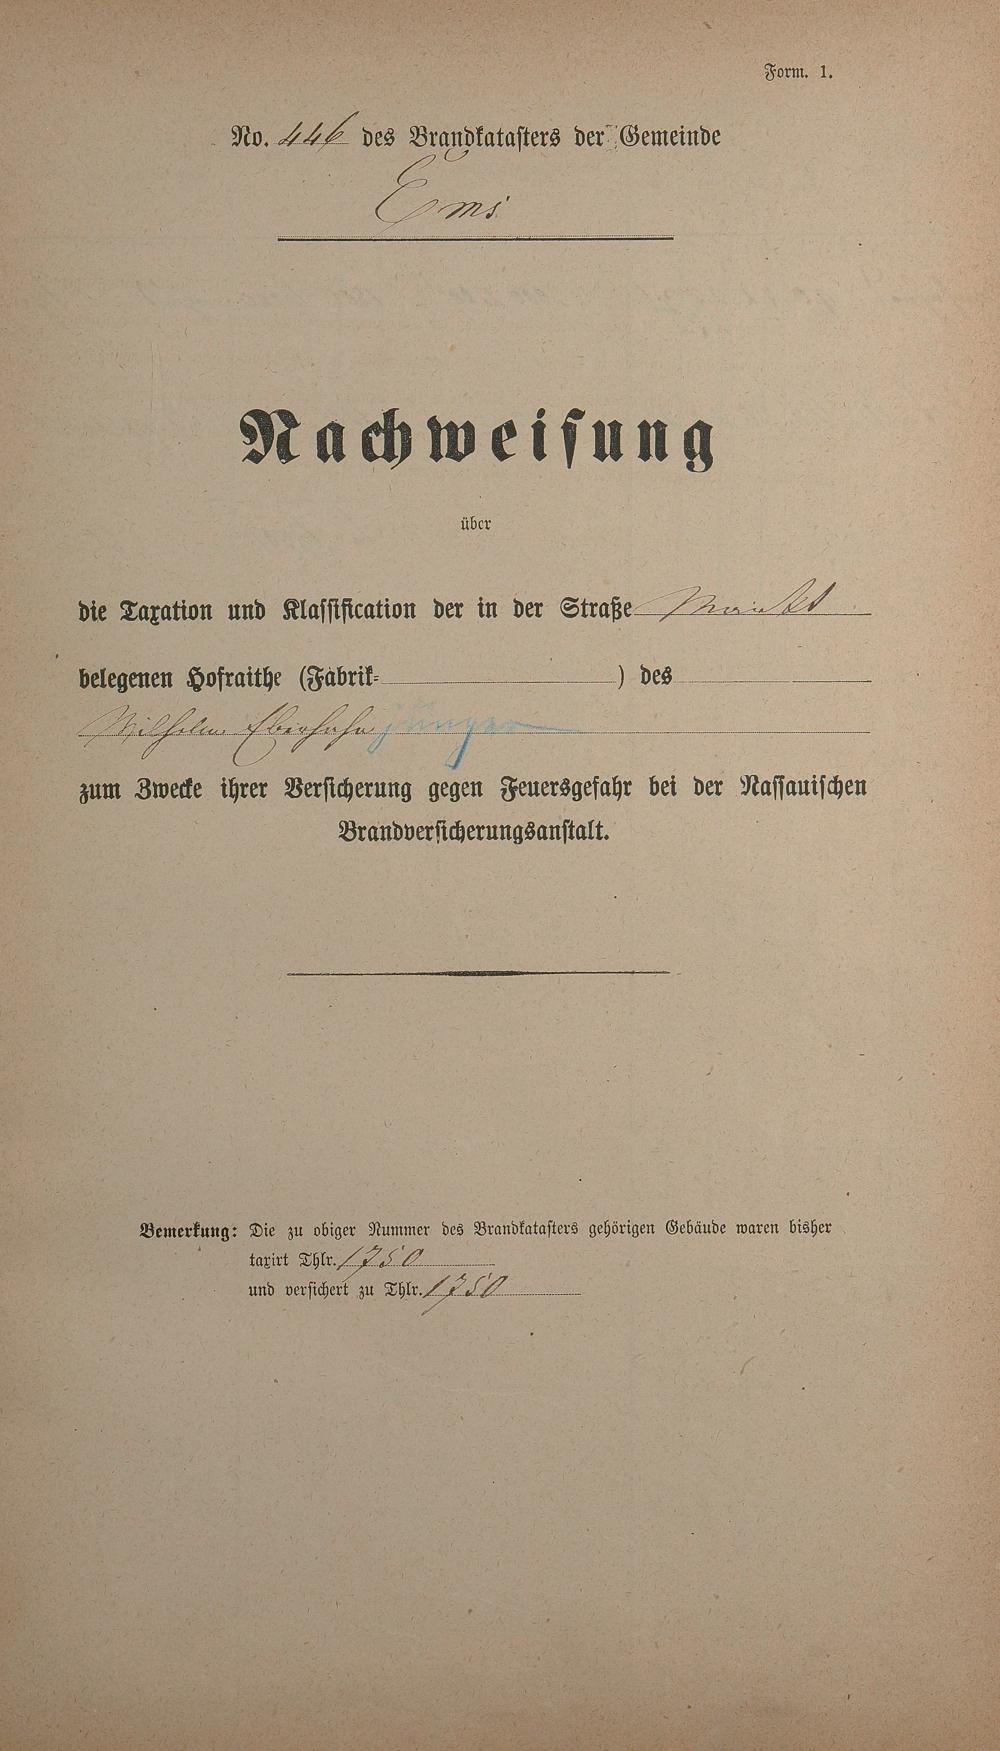 Form. 1.
No. 446 des Brandkatasters der Gemeinde
Ems
Nachweisung
über
die Taxation und Klassification der in der Straße Markt
belegenen Hofraithe (Fabrik- ) des
Wilhelm Eberhahn jünger
zum Zwecke ihrer Versicherung gegen Feuersgefahr bei der Nassauischen
Brandversicherungsanstalt.
Bemerkung: Die zu obiger Nummer des Brandkatasters gehörigen Gebäude waren bisher
taxirt Thlr. 1750
und versichert zu Thlr. 1750